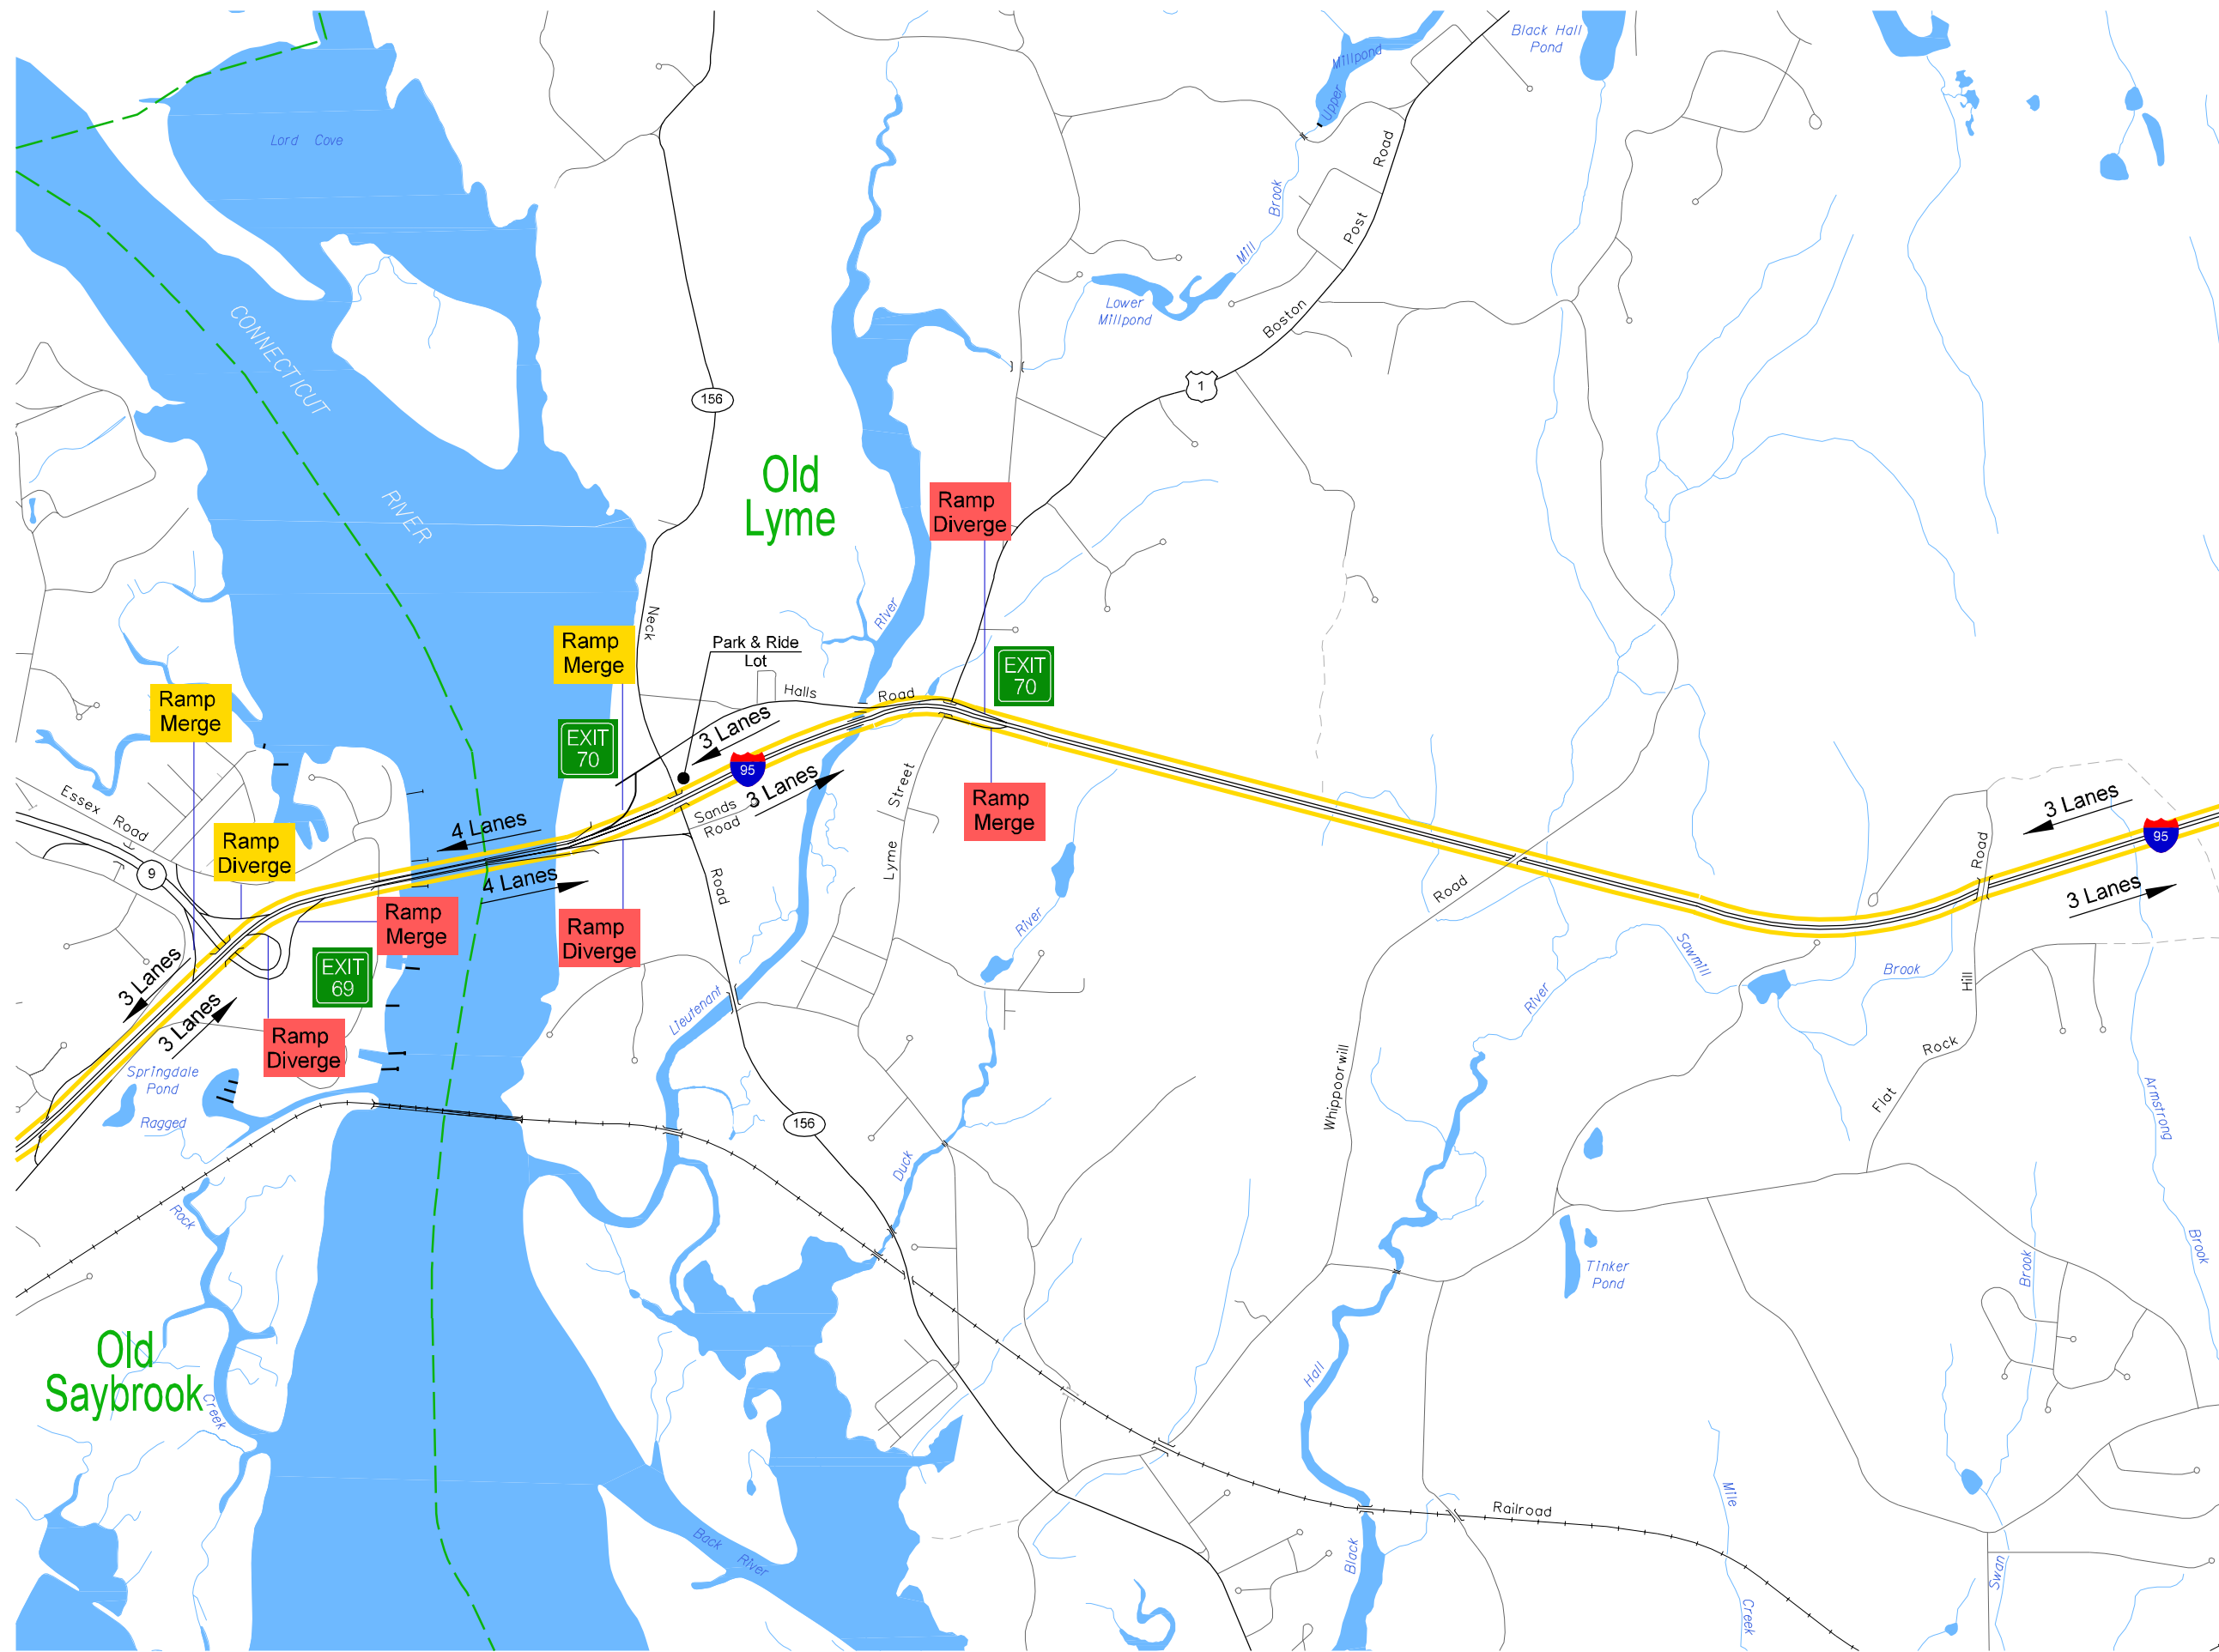 Black Hall
Pond
Upper
Millpond
Lord Cove
Mill
Brook
Boston
Post
Road
Lower
Millpond
CONNECTICUT
RIVER
156
1
Old
Lyme
Ramp
Diverge
River
Neck
Ramp
Merge
Park & Ride
Lot
EXIT
70
Halls
Road
Ramp
Merge
EXIT
70
3 Lanes
95
3 Lanes
Sands
Road
Lyme
Street
Ramp
Merge
3 Lanes
95
3 Lanes
Essex
Road
9
Ramp
Diverge
4 Lanes
4 Lanes
Ramp
Merge
Ramp
Diverge
Road
EXIT
69
3 Lanes
3 Lanes
Ramp
Diverge
Lieutenant
River
Whippoorwill
Road
River
Sawmill
Brook
Flat
Rock
Hill
Road
Springdale
Pond
Ragged
Rock
Creek
156
Duck
Armstrong
Brook
Tinker
Pond
Brook
Old
Saybrook
Hall
Black
Railroad
Mile
Creek
Swan
Back
River